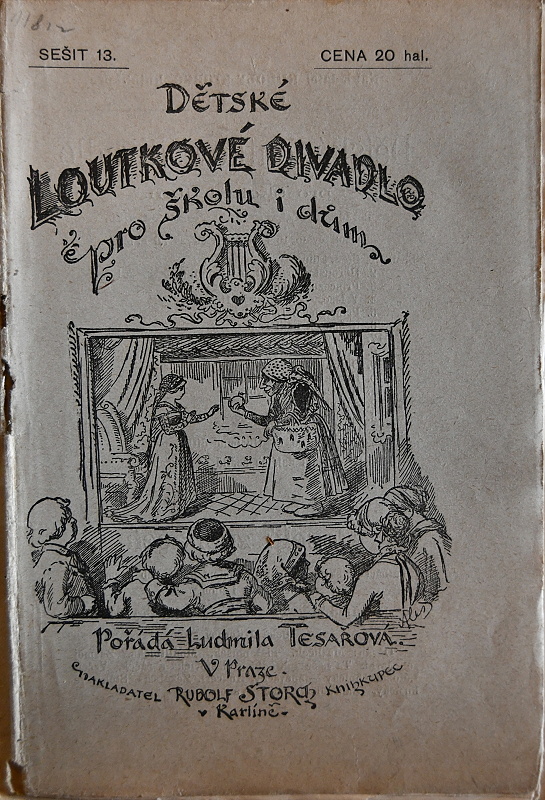 SEŠIT 13.
CENA 20 hal.
DĚTSKÉ
LOUTKOVÉ DIVADLO
pro školu i dům
Pořádá Ludmila TESAŘOVÁ.
V Praze.
NAKLADATEL RUDOLF ŠTORCH KNIHKUPEC
v Karlíně.